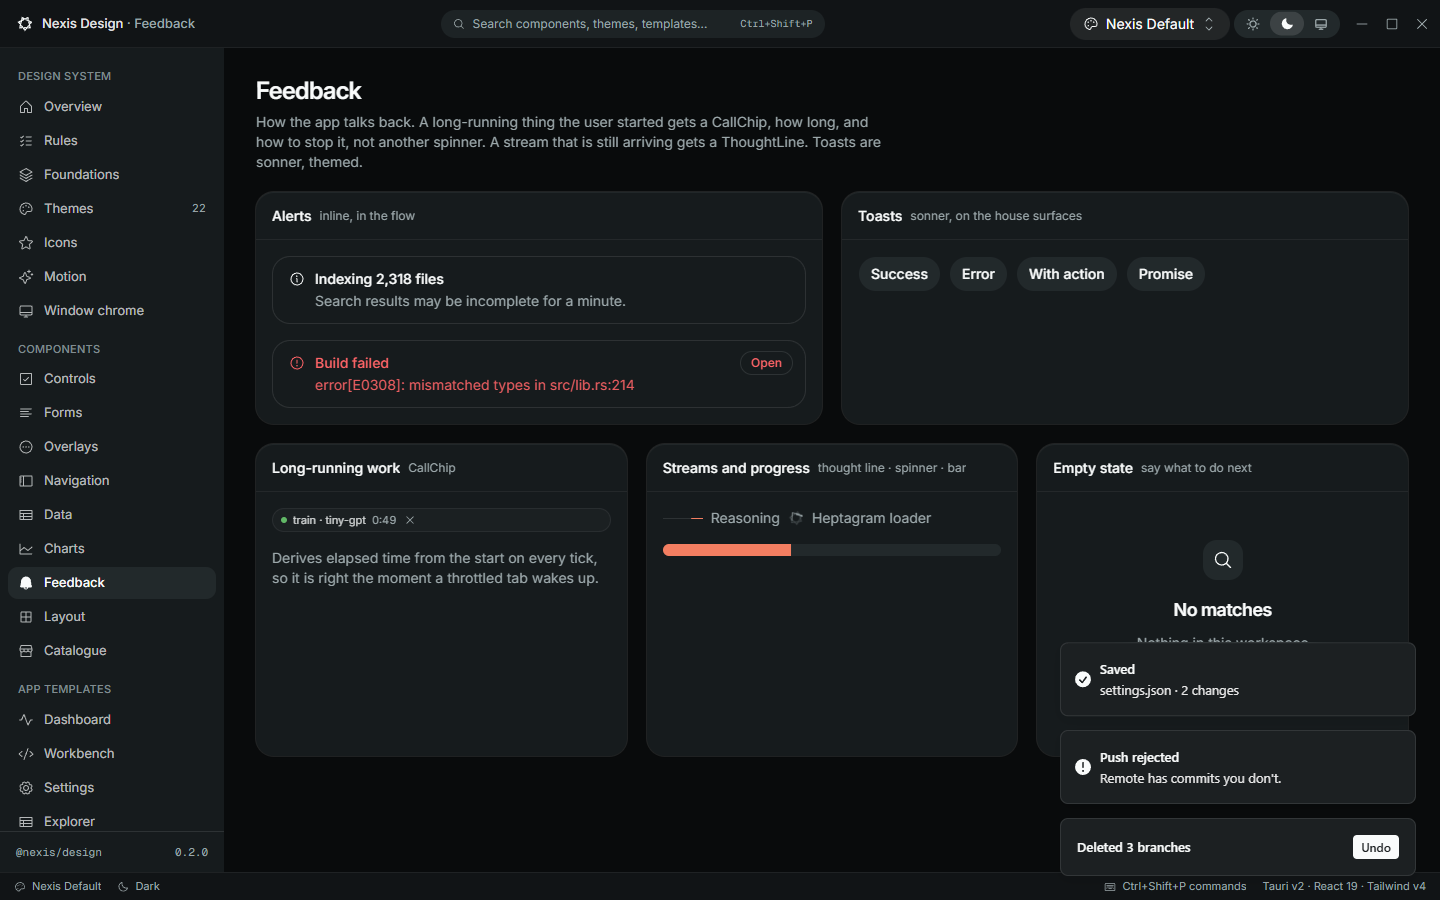 Nexis Design · Feedback
Search components, themes, templates... Ctrl+Shift+P
Nexis Default
DESIGN SYSTEM
Overview
Rules
Foundations
Themes 22
Icons
Motion
Window chrome
COMPONENTS
Controls
Forms
Overlays
Navigation
Data
Charts
Feedback
Layout
Catalogue
APP TEMPLATES
Dashboard
Workbench
Settings
Explorer
@nexis/design 0.2.0
Feedback
How the app talks back. A long-running thing the user started gets a CallChip, how long, and
how to stop it, not another spinner. A stream that is still arriving gets a ThoughtLine. Toasts are
sonner, themed.
Alerts inline, in the flow
Indexing 2,318 files
Search results may be incomplete for a minute.
Build failed
Open
error[E0308]: mismatched types in src/lib.rs:214
Toasts sonner, on the house surfaces
Success Error With action Promise
Long-running work CallChip
train · tiny-gpt 0:49
Derives elapsed time from the start on every tick,
so it is right the moment a throttled tab wakes up.
Streams and progress thought line · spinner · bar
Reasoning Heptagram loader
Empty state say what to do next
No matches
Nothing in this workspace
Saved
settings.json · 2 changes
Push rejected
Remote has commits you don't.
Deleted 3 branches
Undo
Nexis Default Dark
Ctrl+Shift+P commands Tauri v2 · React 19 · Tailwind v4